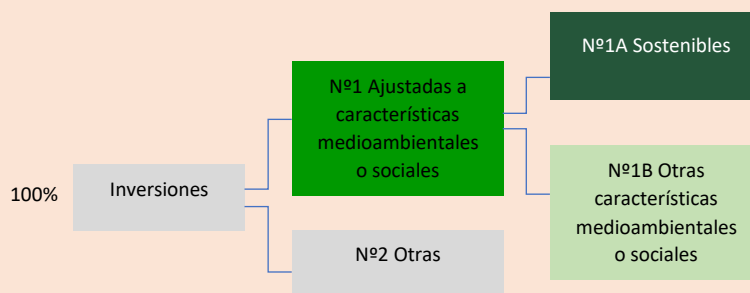 Nº1A Sostenibles
Nº1 Ajustadas a
características
medioambientales
o sociales
Nº1B Otras
características
medioambientales
o sociales
100%
Inversiones
Nº2 Otras